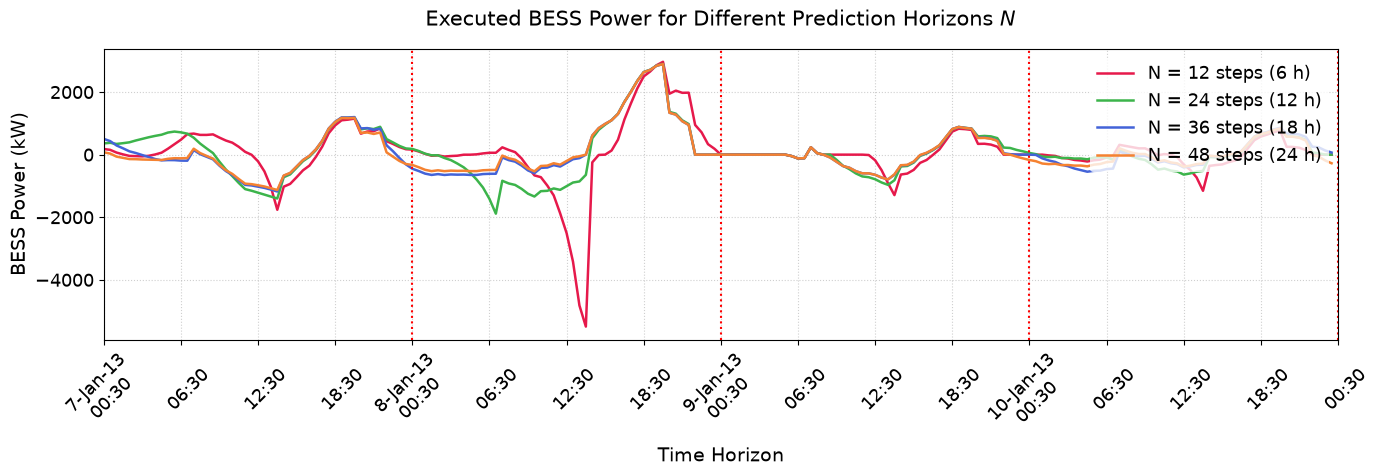 Executed BESS Power for Different Prediction Horizons N
BESS Power (kW)
2000
0
−2000
−4000
N = 12 steps (6 h)
N = 24 steps (12 h)
N = 36 steps (18 h)
N = 48 steps (24 h)
7-Jan-13
00:30
06:30
12:30
18:30
8-Jan-13
00:30
06:30
12:30
18:30
9-Jan-13
00:30
06:30
12:30
18:30
10-Jan-13
00:30
06:30
12:30
18:30
00:30
Time Horizon